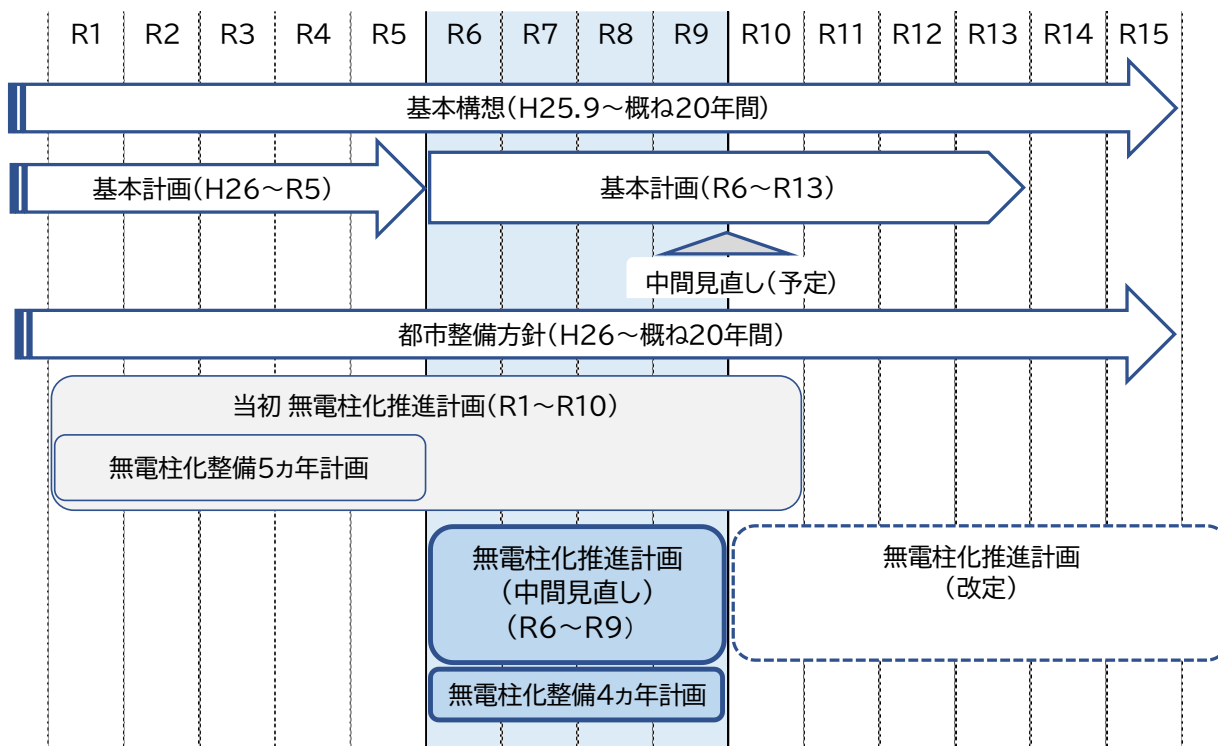 R1 R2 R3 R4 R5 R6 R7 R8 R9 R10 R11 R12 R13 R14 R15
基本構想(H25.9～概ね20年間)
基本計画(H26～R5)
基本計画(R6～R13)
中間見直し(予定)
都市整備方針(H26～概ね20年間)
当初 無電柱化推進計画(R1～R10)
無電柱化整備5ヵ年計画
無電柱化推進計画
(中間見直し)
(R6～R9)
無電柱化推進計画
(改定)
無電柱化整備4ヵ年計画